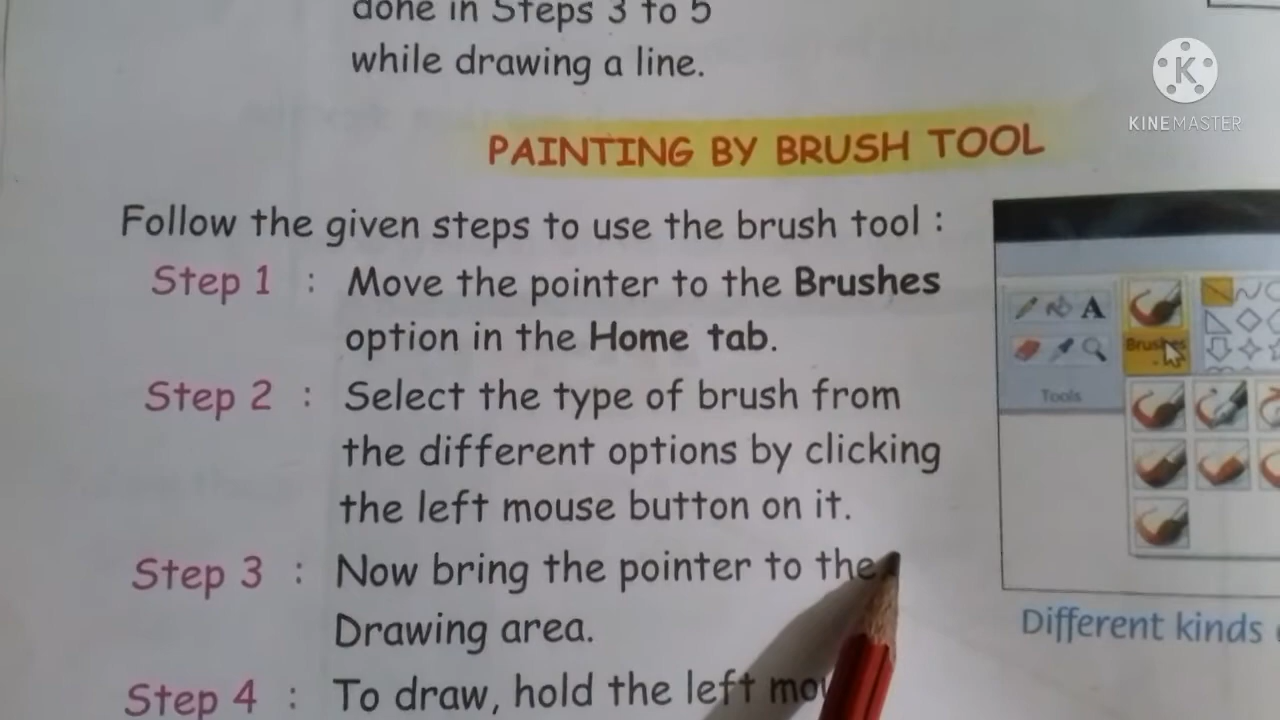 done in Steps 3 to 5
while drawing a line.
KINEMASTER
PAINTING BY BRUSH TOOL
Follow the given steps to use the brush tool :
Step 1 : Move the pointer to the Brushes
option in the Home tab.
Step 2 : Select the type of brush from
the different options by clicking
the left mouse button on it.
Step 3 : Now bring the pointer to the
Drawing area.
Step 4 : To draw, hold the left
A
Brushes
Tools
Different kinds